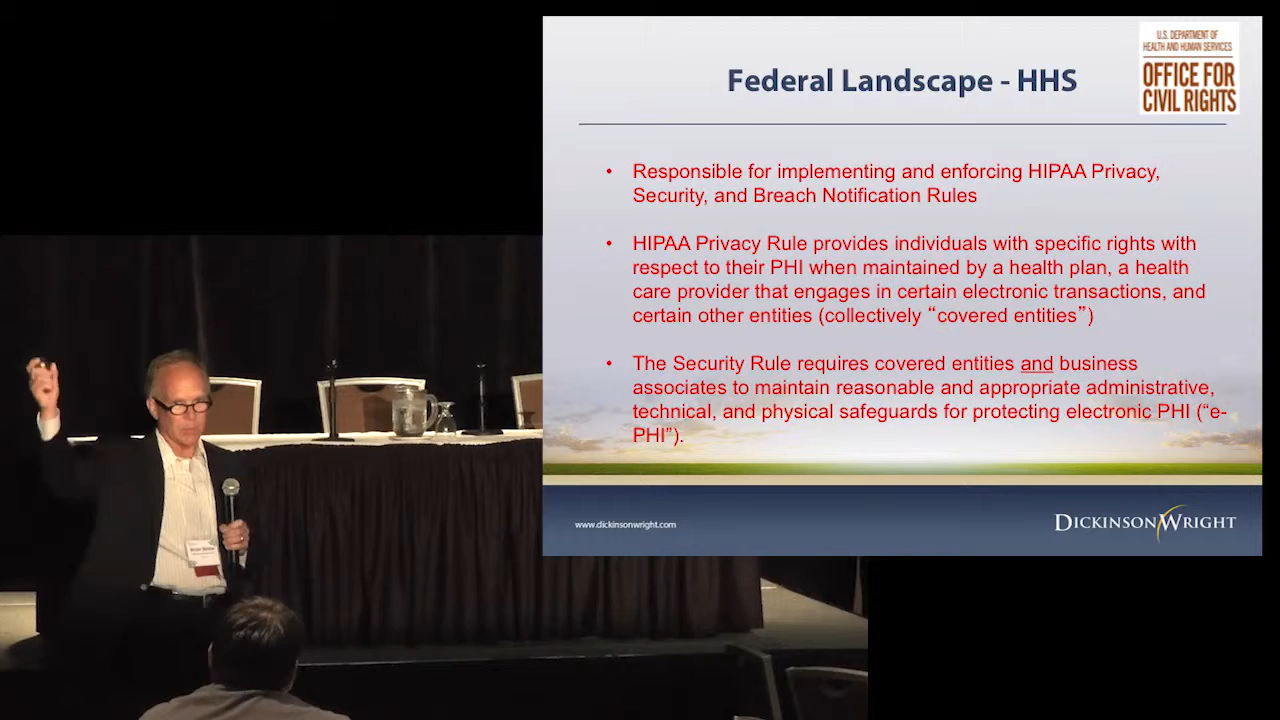 U.S. DEPARTMENT OF
HEALTH AND HUMAN SERVICES
OFFICE FOR
CIVIL RIGHTS
Federal Landscape - HHS
• Responsible for implementing and enforcing HIPAA Privacy,
Security, and Breach Notification Rules
• HIPAA Privacy Rule provides individuals with specific rights with
respect to their PHI when maintained by a health plan, a health
care provider that engages in certain electronic transactions, and
certain other entities (collectively “covered entities”)
• The Security Rule requires covered entities and business
associates to maintain reasonable and appropriate administrative,
technical, and physical safeguards for protecting electronic PHI (“e-
PHI”).
www.dickinsonwright.com
DICKINSON WRIGHT